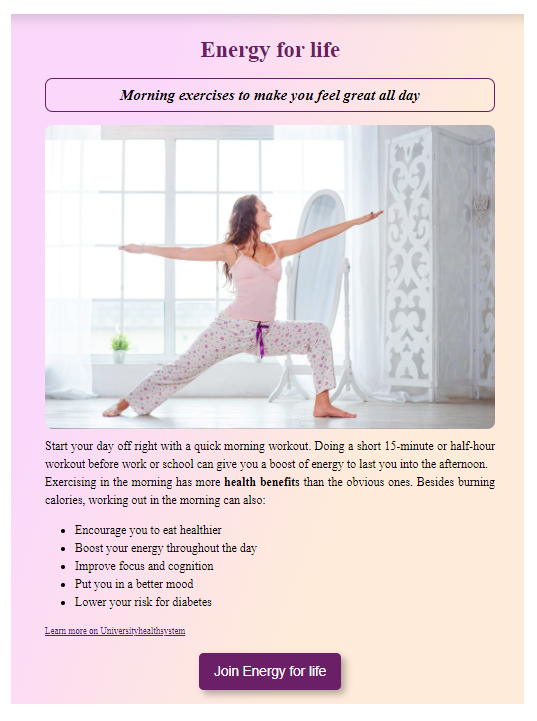 Energy for life
Morning exercises to make you feel great all day
Start your day off right with a quick morning workout. Doing a short 15-minute or half-hour
workout before work or school can give you a boost of energy to last you into the afternoon.
Exercising in the morning has more health benefits than the obvious ones. Besides burning
calories, working out in the morning can also:
• Encourage you to eat healthier
• Boost your energy throughout the day
• Improve focus and cognition
• Put you in a better mood
• Lower your risk for diabetes
Learn more on Universityhealthsystem
Join Energy for life